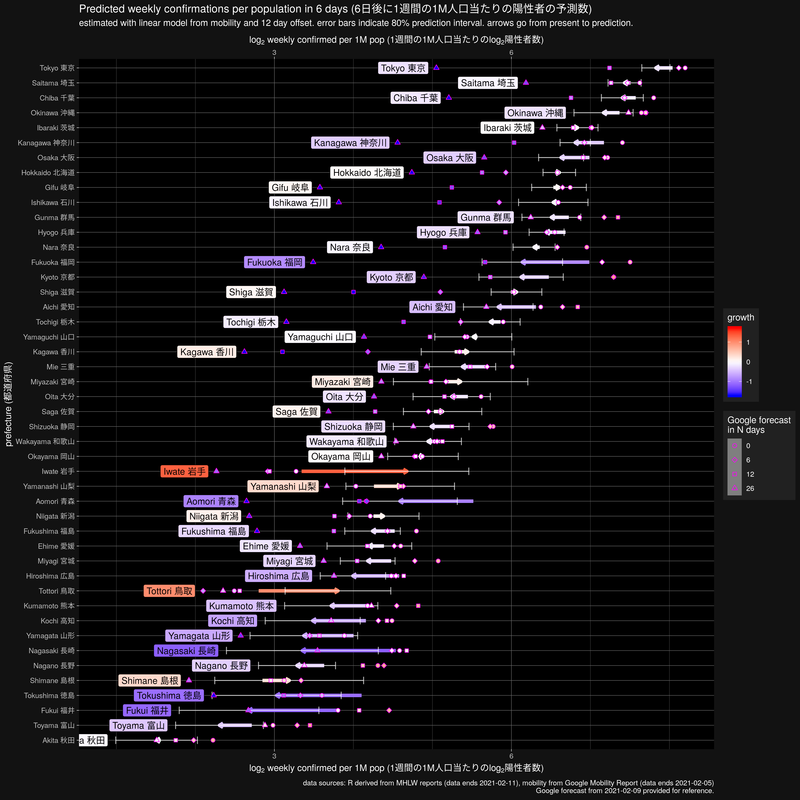 Predicted weekly confirmations per population in 6 days (6日後に1週間の1M人口当たりの陽性者の予測数)
estimated with linear model from mobility and 12 day offset. error bars indicate 80% prediction interval. arrows go from present to prediction.
log₂ weekly confirmed per 1M pop (1週間の1M人口当たりのlog₂陽性者数)
3 6
Tokyo 東京 Tokyo 東京
Saitama 埼玉 Saitama 埼玉
Chiba 千葉 Chiba 千葉
Okinawa 沖縄 Okinawa 沖縄
Ibaraki 茨城 Ibaraki 茨城
Kanagawa 神奈川 Kanagawa 神奈川
Osaka 大阪 Osaka 大阪
Hokkaido 北海道 Hokkaido 北海道
Gifu 岐阜 Gifu 岐阜
Ishikawa 石川 Ishikawa 石川
Gunma 群馬 Gunma 群馬
Hyogo 兵庫 Hyogo 兵庫
Nara 奈良 Nara 奈良
Fukuoka 福岡 Fukuoka 福岡
Kyoto 京都 Kyoto 京都
Shiga 滋賀 Shiga 滋賀
Aichi 愛知 Aichi 愛知
Tochigi 栃木 Tochigi 栃木
Yamaguchi 山口 Yamaguchi 山口
Kagawa 香川 Kagawa 香川
Mie 三重 Mie 三重
Miyazaki 宮崎 Miyazaki 宮崎
Oita 大分 Oita 大分
Saga 佐賀 Saga 佐賀
Shizuoka 静岡 Shizuoka 静岡
Wakayama 和歌山 Wakayama 和歌山
Okayama 岡山 Okayama 岡山
Iwate 岩手 Iwate 岩手
Yamanashi 山梨 Yamanashi 山梨
Aomori 青森 Aomori 青森
Niigata 新潟 Niigata 新潟
Fukushima 福島 Fukushima 福島
Ehime 愛媛 Ehime 愛媛
Miyagi 宮城 Miyagi 宮城
Hiroshima 広島 Hiroshima 広島
Tottori 鳥取 Tottori 鳥取
Kumamoto 熊本 Kumamoto 熊本
Kochi 高知 Kochi 高知
Yamagata 山形 Yamagata 山形
Nagasaki 長崎 Nagasaki 長崎
Nagano 長野 Nagano 長野
Shimane 島根 Shimane 島根
Tokushima 徳島 Tokushima 徳島
Fukui 福井 Fukui 福井
Toyama 富山 Toyama 富山
Akita 秋田 a 秋田
prefecture (都道府県)
3 6
log₂ weekly confirmed per 1M pop (1週間の1M人口当たりのlog₂陽性者数)
growth
1
0
-1
Google forecast
in N days
0
6
12
26
data sources: R derived from MHLW reports (data ends 2021-02-11), mobility from Google Mobility Report (data ends 2021-02-05)
Google forecast from 2021-02-09 provided for reference.